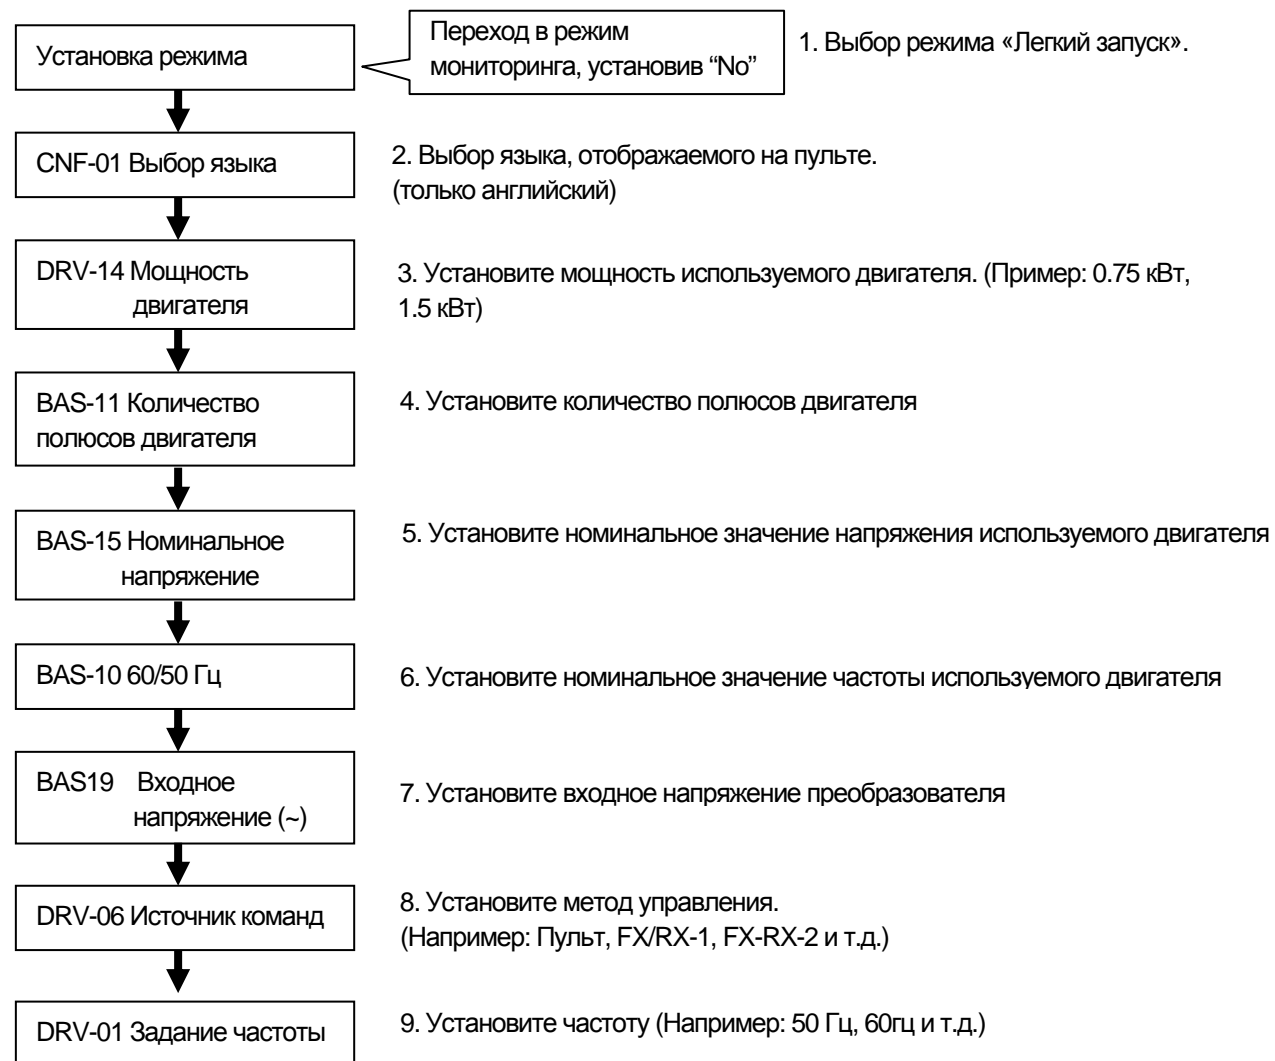 Установка режима
Переход в режим
мониторинга, установив “No”
1. Выбор режима «Легкий запуск».
CNF-01 Выбор языка
2. Выбор языка, отображаемого на пульте.
(только английский)
DRV-14 Мощность
двигателя
3. Установите мощность используемого двигателя. (Пример: 0.75 кВт,
1.5 кВт)
BAS-11 Количество
полюсов двигателя
4. Установите количество полюсов двигателя
BAS-15 Номинальное
напряжение
5. Установите номинальное значение напряжения используемого двигателя
BAS-10 60/50 Гц
6. Установите номинальное значение частоты используемого двигателя
BAS19 Входное
напряжение (~)
7. Установите входное напряжение преобразователя
DRV-06 Источник команд
8. Установите метод управления.
(Например: Пульт, FX/RX-1, FX-RX-2 и т.д.)
DRV-01 Задание частоты
9. Установите частоту (Например: 50 Гц, 60гц и т.д.)